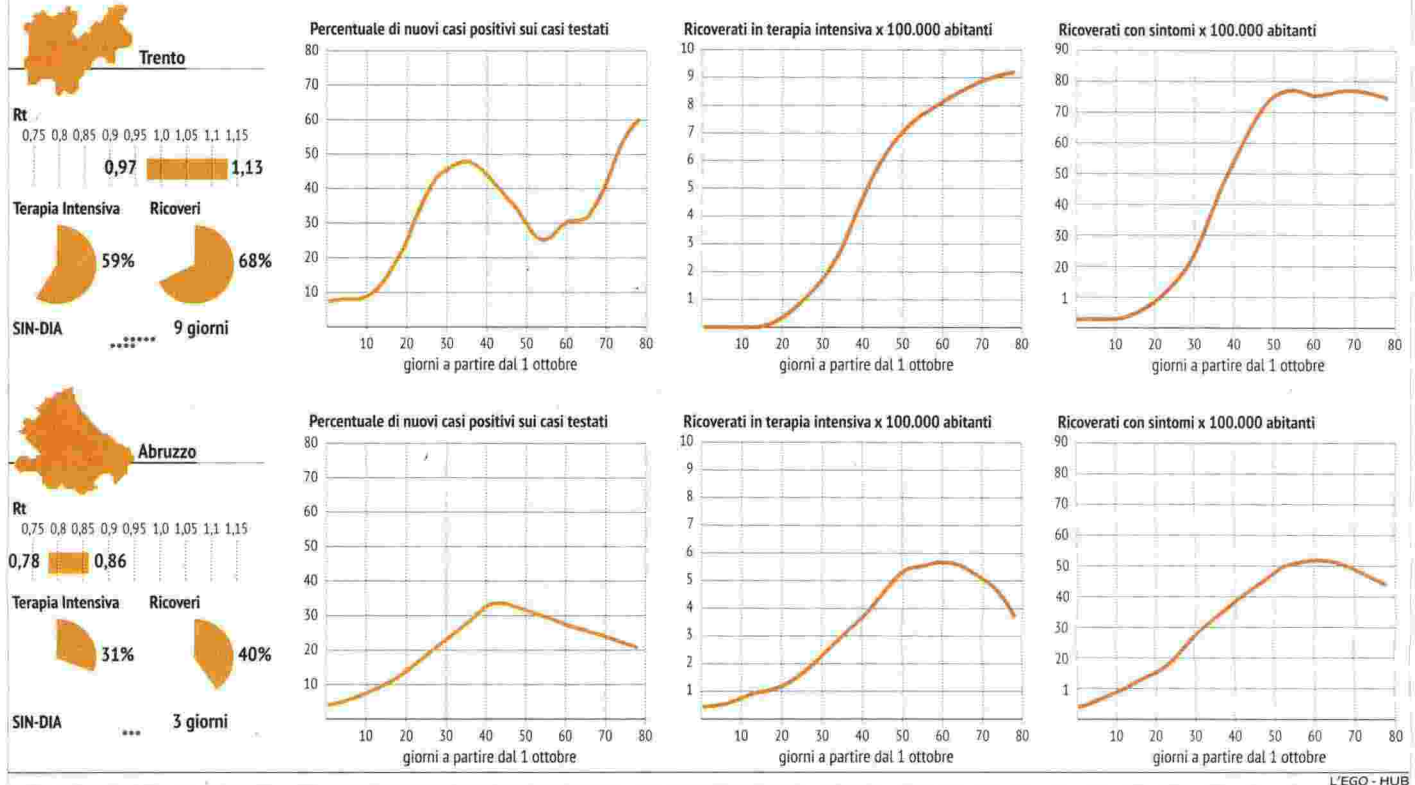 Trento
Rt
0,75 0,8 0,85 0,9 0,95 1,0 1,05 1,1 1,15
0,97 1,13
Terapia Intensiva Ricoveri
59% 68%
SIN-DIA 9 giorni
Percentuale di nuovi casi positivi sui casi testati
80
70
60
50
40
30
20
10
10 20 30 40 50 60 70 80
giorni a partire dal 1 ottobre
Ricoverati in terapia intensiva x 100.000 abitanti
10
9
8
7
6
5
4
3
2
1
10 20 30 40 50 60 70 80
giorni a partire dal 1 ottobre
Ricoverati con sintomi x 100.000 abitanti
90
80
70
60
50
40
30
20
1
10 20 30 40 50 60 70 80
giorni a partire dal 1 ottobre
Abruzzo
Rt
0,75 0,8 0,85 0,9 0,95 1,0 1,05 1,1 1,15
0,78 0,86
Terapia Intensiva Ricoveri
31% 40%
SIN-DIA 3 giorni
Percentuale di nuovi casi positivi sui casi testati
80
70
60
50
40
30
20
10
10 20 30 40 50 60 70 80
giorni a partire dal 1 ottobre
Ricoverati in terapia intensiva x 100.000 abitanti
10
9
8
7
6
5
4
3
2
1
10 20 30 40 50 60 70 80
giorni a partire dal 1 ottobre
Ricoverati con sintomi x 100.000 abitanti
90
80
70
60
50
40
30
20
1
10 20 30 40 50 60 70 80
giorni a partire dal 1 ottobre
L'EGO - HUB